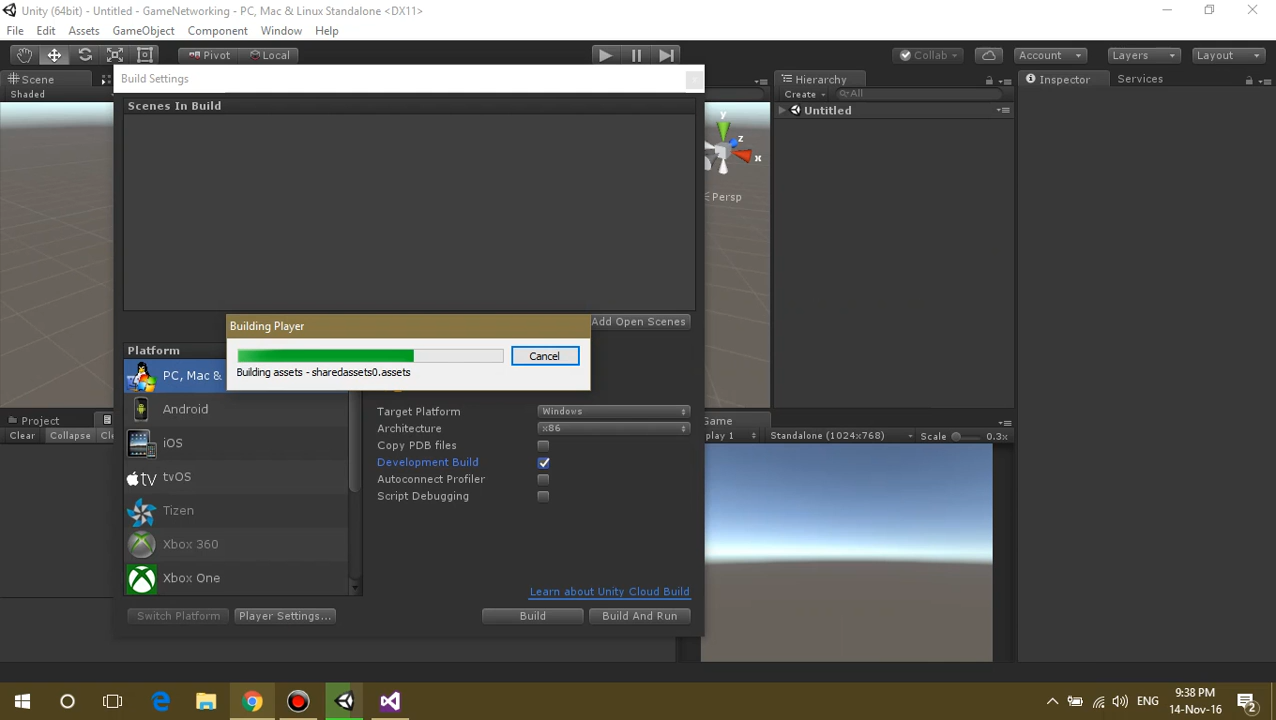 Unity (64bit) - Untitled - GameNetworking - PC, Mac & Linux Standalone <DX11>
File Edit Assets GameObject Component Window Help
Pivot Local Collab Account Layers Layout
Build Settings
Scene
Hierarchy
Inspector Services
Shaded
Scenes In Build
Create All
Untitled
y
z
x
Persp
Add Open Scenes
Building Player
Cancel
Building assets - sharedassets0.assets
Platform
PC, Mac &
Android
iOS
tvOS
Tizen
Xbox 360
Xbox One
Target Platform Windows
Architecture x86
Copy PDB files
Development Build
Autoconnect Profiler
Script Debugging
Project
Clear Collapse
Game
Standalone (1024x768) Scale 0.3x
Learn about Unity Cloud Build
Switch Platform Player Settings... Build Build And Run
ENG
9:38 PM
14-Nov-16
2